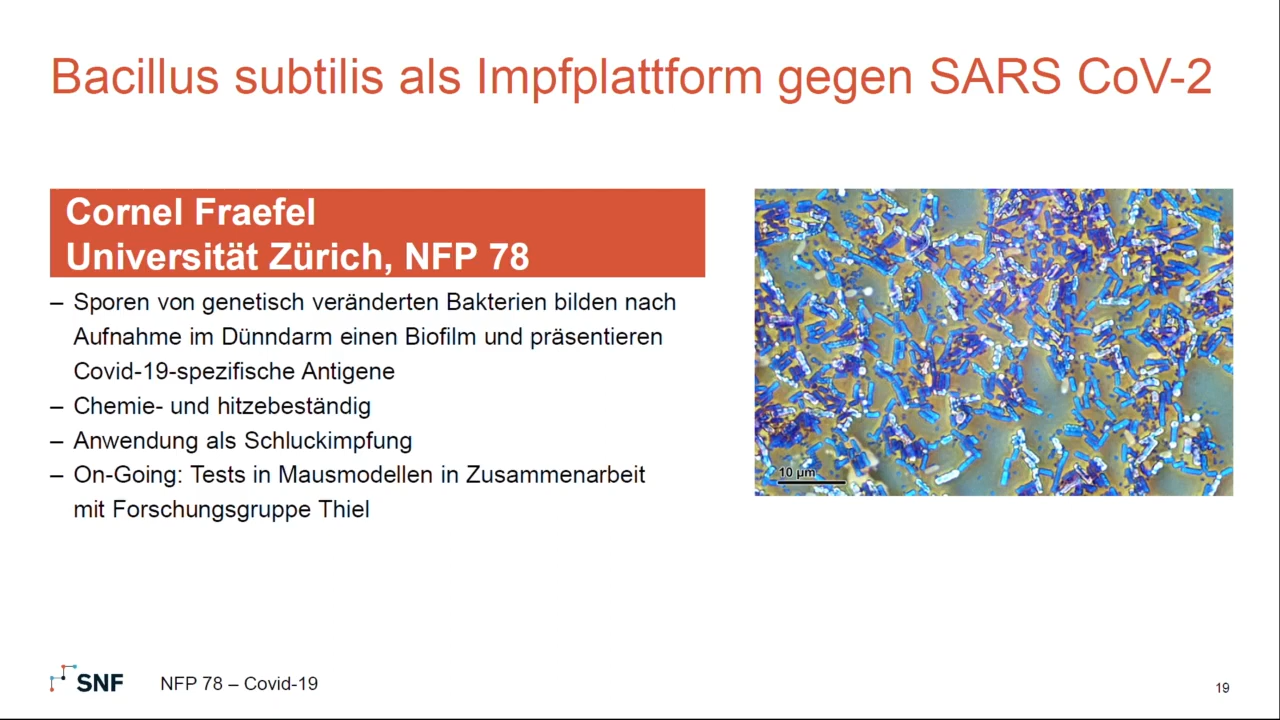 Bacillus subtilis als Impfplattform gegen SARS CoV-2
Cornel Fraefel
Universität Zürich, NFP 78
– Sporen von genetisch veränderten Bakterien bilden nach
Aufnahme im Dünndarm einen Biofilm und präsentieren
Covid-19-spezifische Antigene
– Chemie- und hitzebeständig
– Anwendung als Schluckimpfung
– On-Going: Tests in Mausmodellen in Zusammenarbeit
mit Forschungsgruppe Thiel
10 µm
SNF
NFP 78 – Covid-19
19